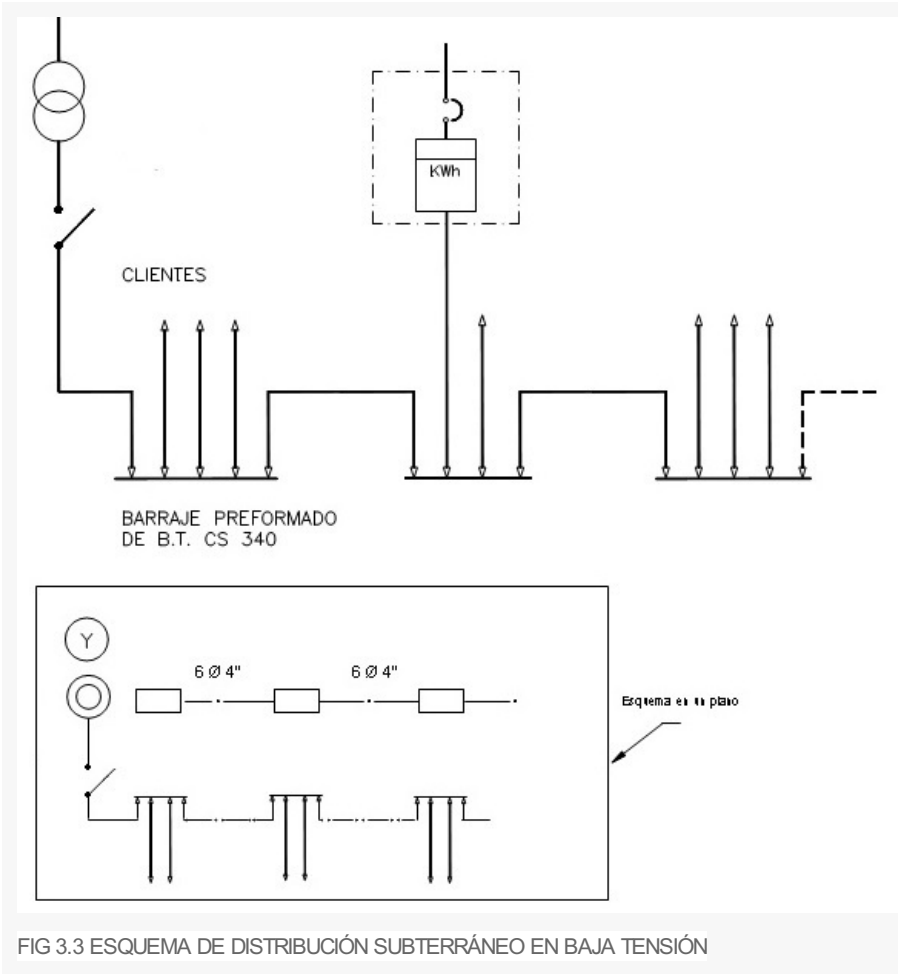 KWh
CLIENTES
BARRAJE PREFORMADO
DE B.T. CS 340
Y
6 Ø 4" 6 Ø 4"
Esquema en un plano
FIG 3.3 ESQUEMA DE DISTRIBUCIÓN SUBTERRÁNEO EN BAJA TENSIÓN